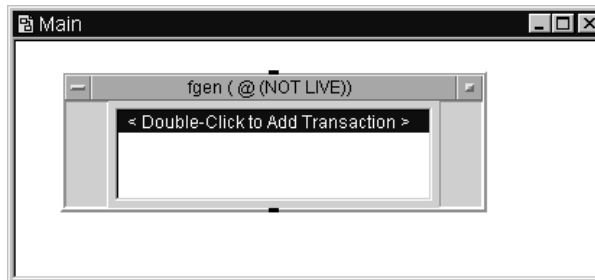 Main
fgen ( @ (NOT LIVE))
< Double-Click to Add Transaction >